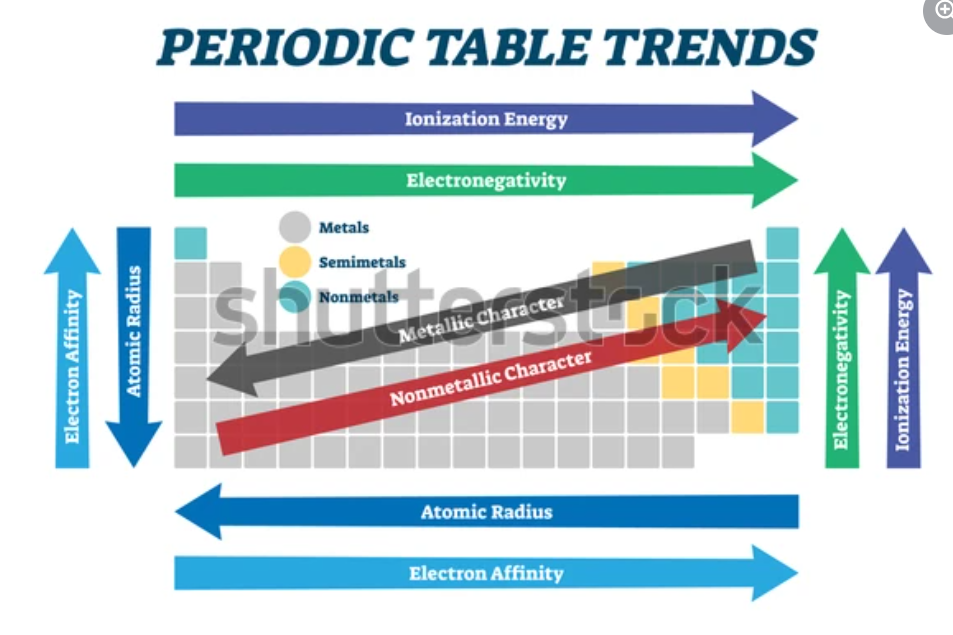 PERIODIC TABLE TRENDS
Ionization Energy
Electronegativity
Metals
Semimetals
Nonmetals
shutterstock
Metallic Character
Nonmetallic Character
Electron Affinity
Atomic Radius
Electronegativity
Ionization Energy
Atomic Radius
Electron Affinity